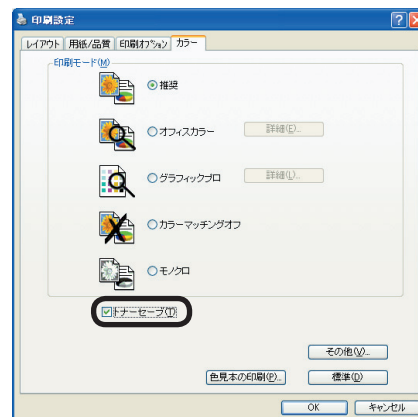 印刷設定
レイアウト 用紙/品質 印刷オプション カラー
印刷モード(M)
推奨
オフィスカラー 詳細(E)...
グラフィックプロ 詳細(L)...
カラーマッチングオフ
モノクロ
トナーセーブ(T)
その他(V)...
色見本の印刷(P)... 標準(D)
OK キャンセル